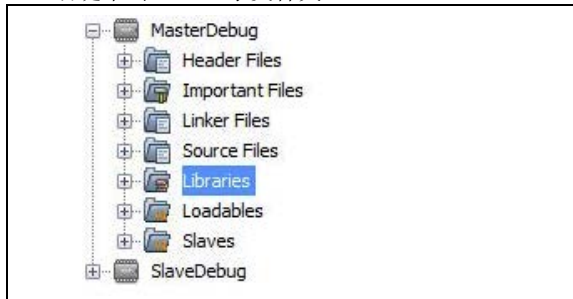 MasterDebug
Header Files
Important Files
Linker Files
Source Files
Libraries
Loadables
Slaves
SlaveDebug